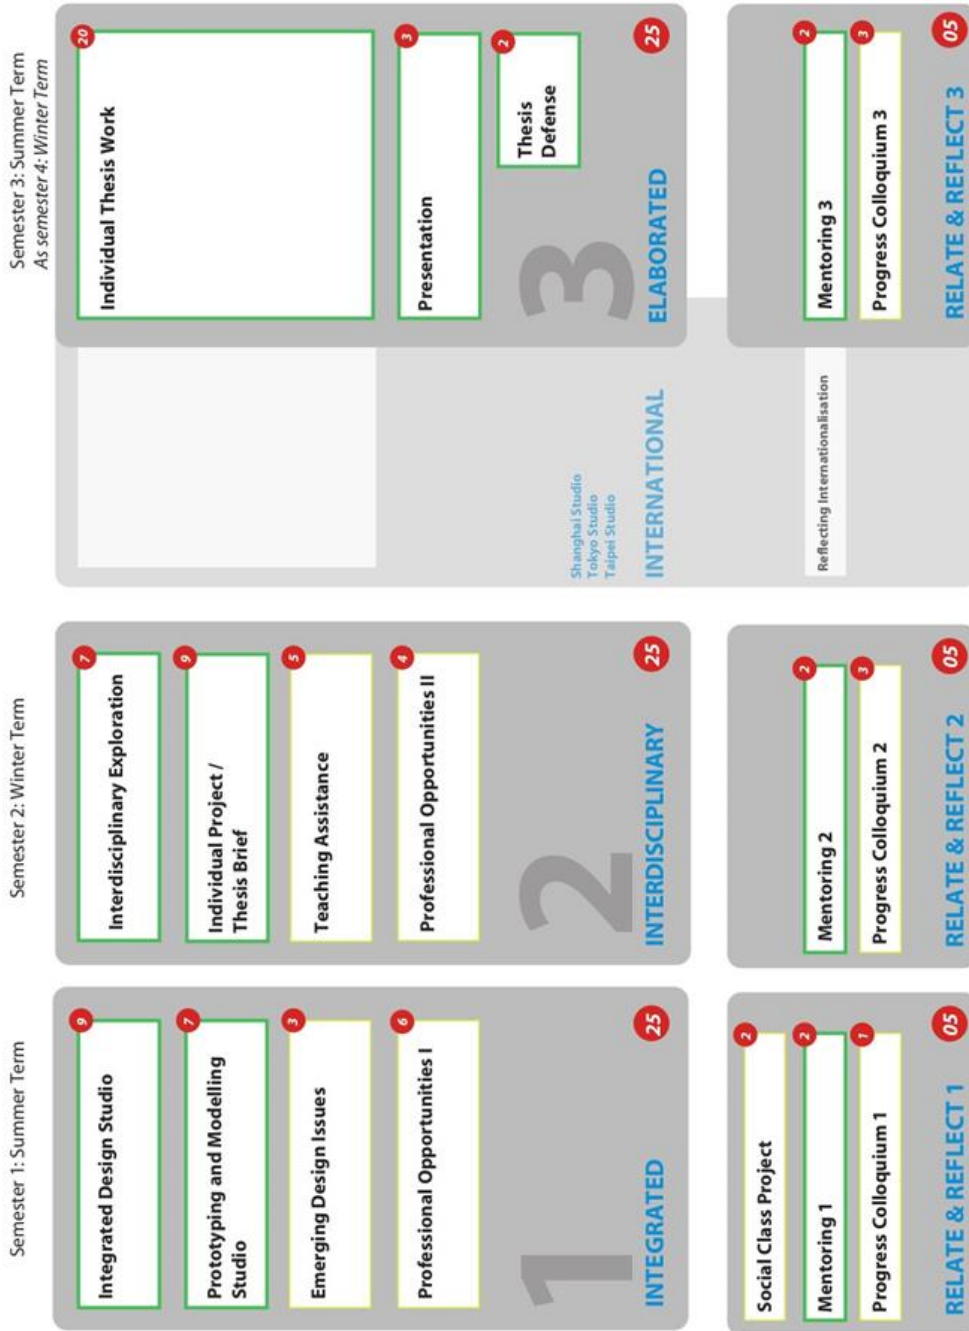 Semester 1: Summer Term
Integrated Design Studio
9
Prototyping and Modelling
Studio
7
Emerging Design Issues
3
Professional Opportunities I
6
1
INTEGRATED
25
Social Class Project
2
Mentoring 1
2
Progress Colloquium 1
1
RELATE & REFLECT 1
05
Semester 2: Winter Term
Interdisciplinary Exploration
7
Individual Project /
Thesis Brief
9
Teaching Assistance
5
Professional Opportunities II
4
2
INTERDISCIPLINARY
25
Mentoring 2
2
Progress Colloquium 2
3
RELATE & REFLECT 2
05
Shanghai Studio
Tokyo Studio
Taipei Studio
INTERNATIONAL
Reflecting Internationalisation
Semester 3: Summer Term
As semester 4: Winter Term
Individual Thesis Work
20
Presentation
3
Thesis
Defense
2
3
ELABORATED
25
Mentoring 3
2
Progress Colloquium 3
3
RELATE & REFLECT 3
05